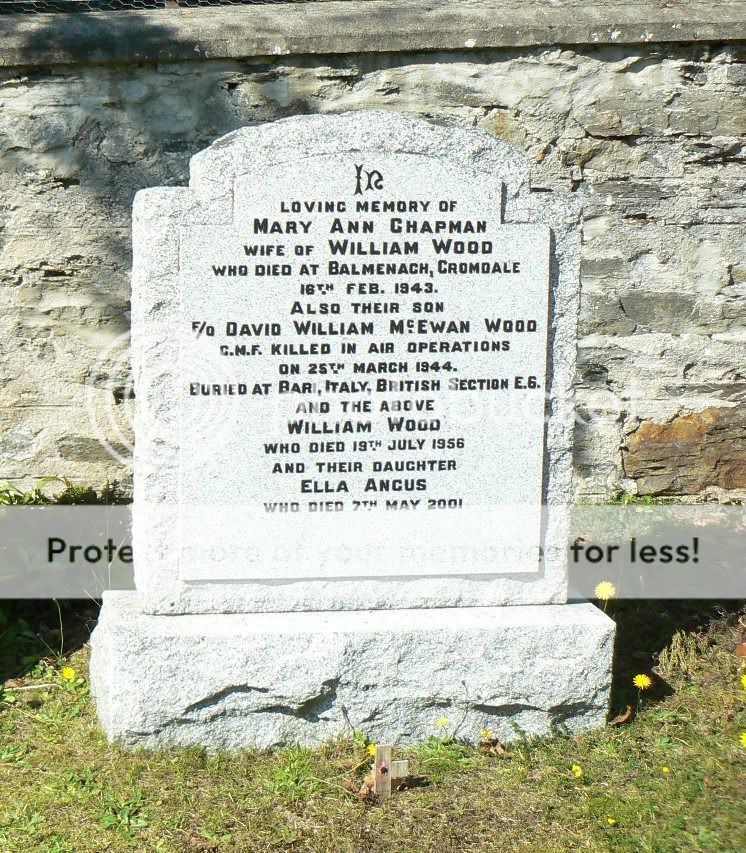 In
LOVING MEMORY OF
MARY ANN CHAPMAN
WIFE OF WILLIAM WOOD
WHO DIED AT BALMENACH, CROMDALE
16TH FEB. 1943.
ALSO THEIR SON
F/O DAVID WILLIAM McEWAN WOOD
C.M.F. KILLED IN AIR OPERATIONS
ON 25TH MARCH 1944.
BURIED AT BARI, ITALY, BRITISH SECTION E.6.
AND THE ABOVE
WILLIAM WOOD
WHO DIED 19TH JULY 1956
AND THEIR DAUGHTER
ELLA ANGUS
WHO DIED 7TH MAY 2001
Protect more of your memories for less!